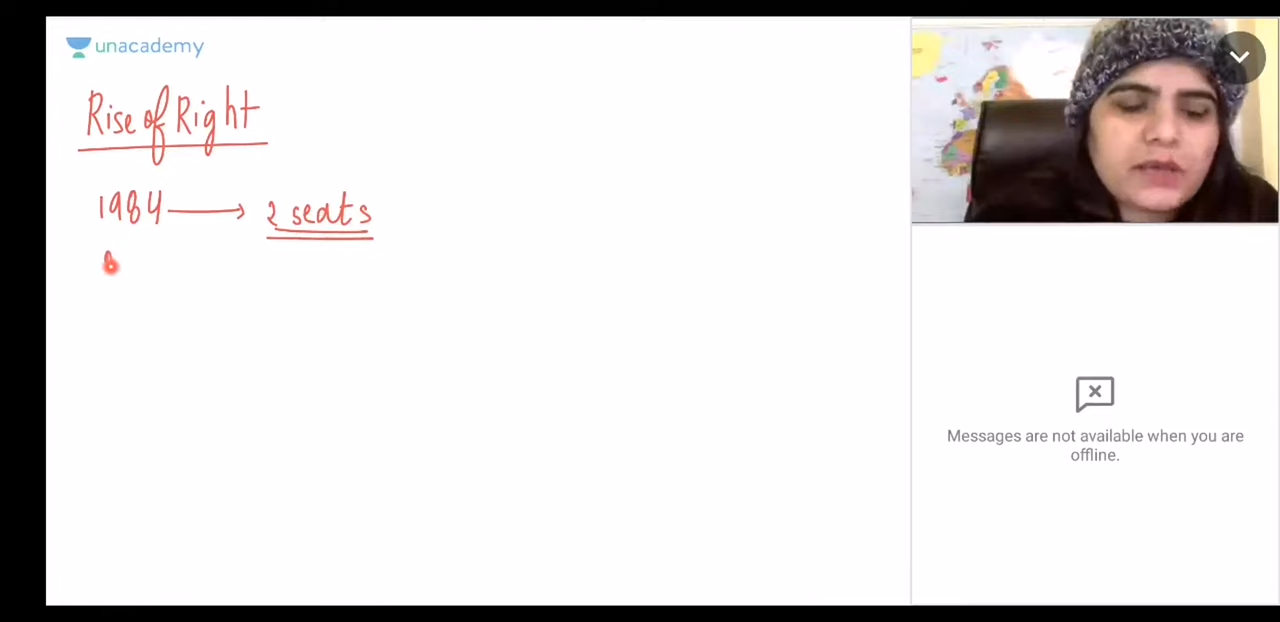 unacademy
Rise of Right
1984 → 2 seats
Messages are not available when you are
offline.